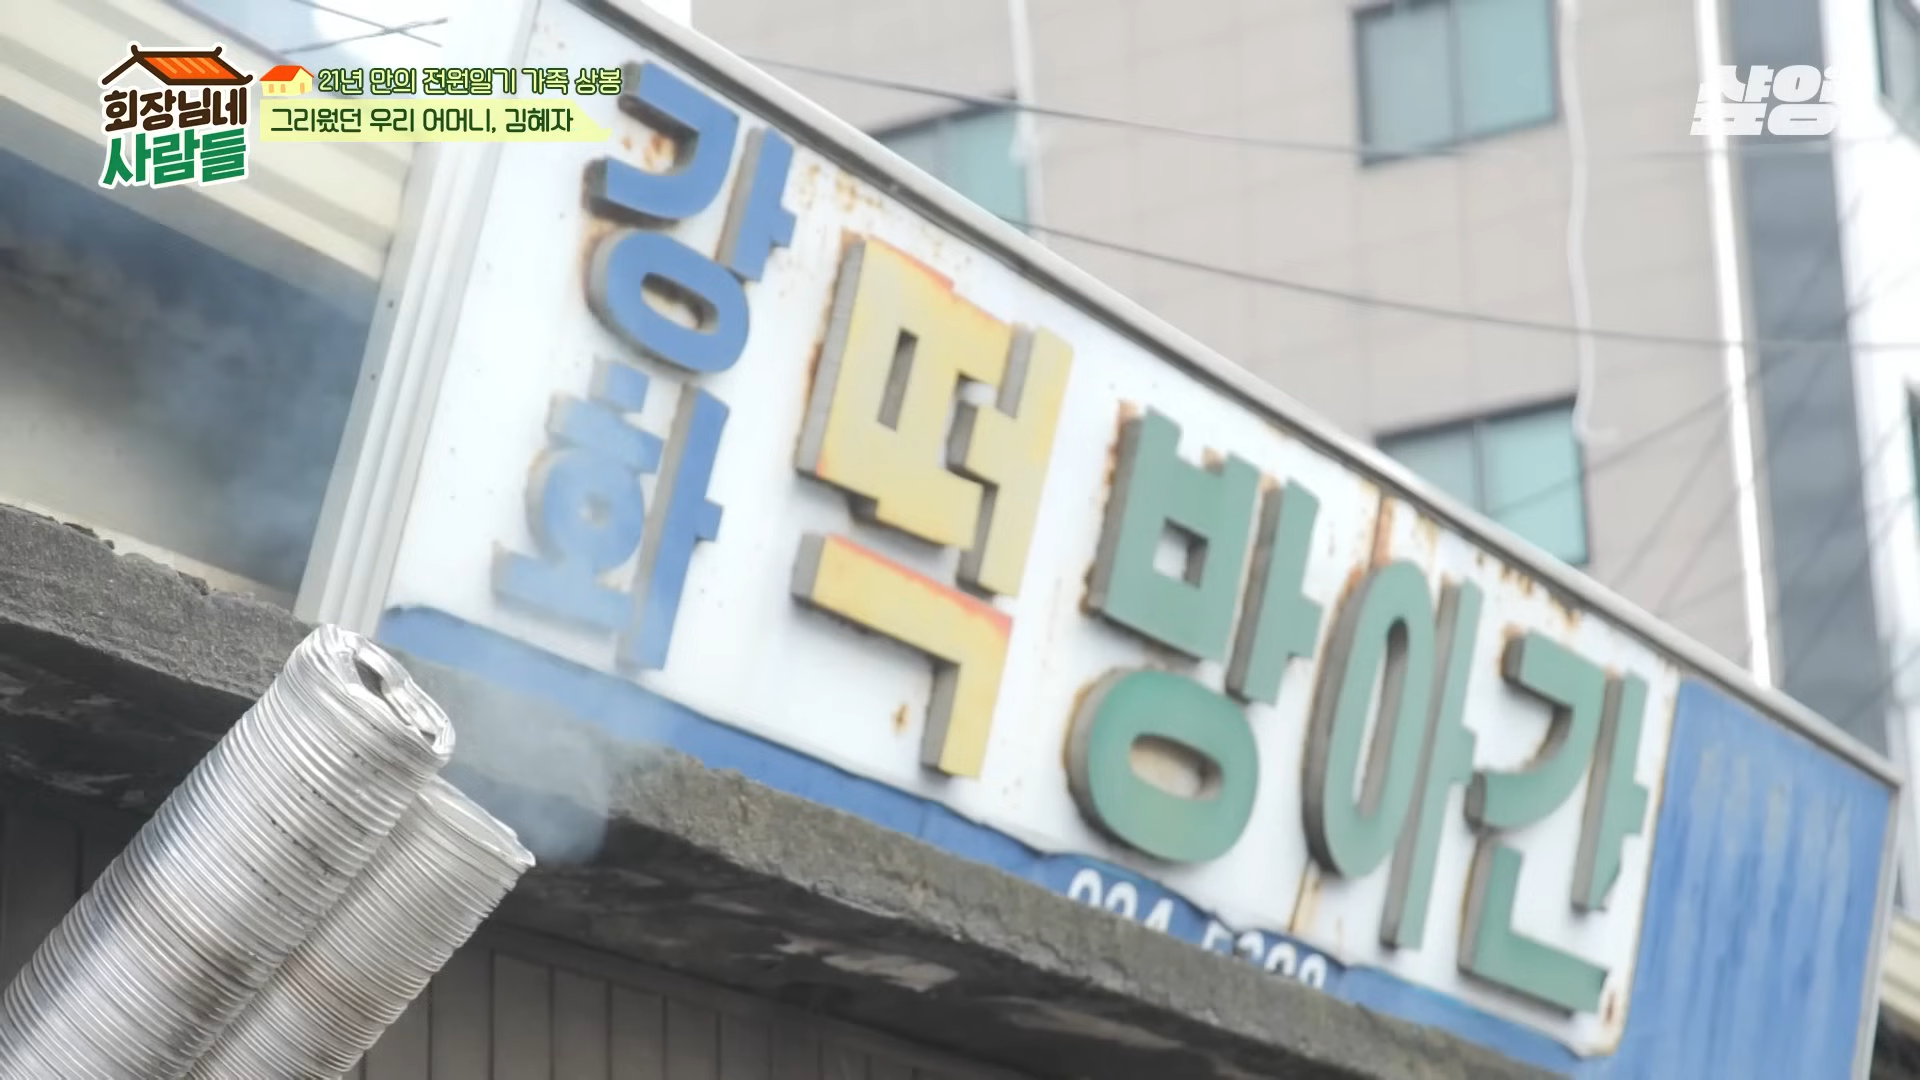 회장님네
사람들
21년 만의 전원일기 가족 상봉
그리웠던 우리 어머니, 김혜자
샾잉
강화
떡방아간